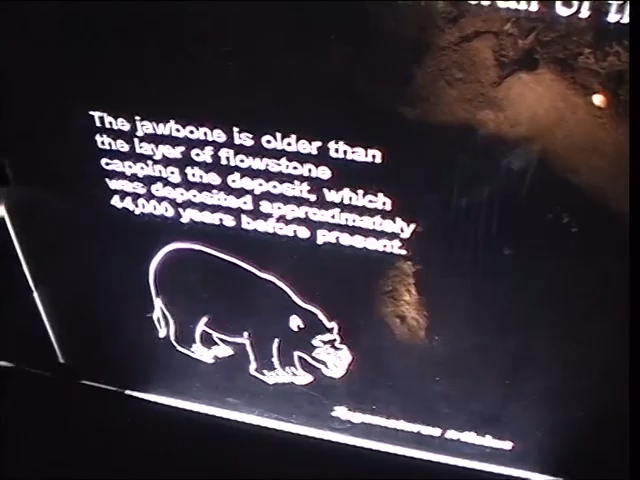 The jawbone is older than
the layer of flowstone
capping the deposit, which
was deposited approximately
44,000 years before present.